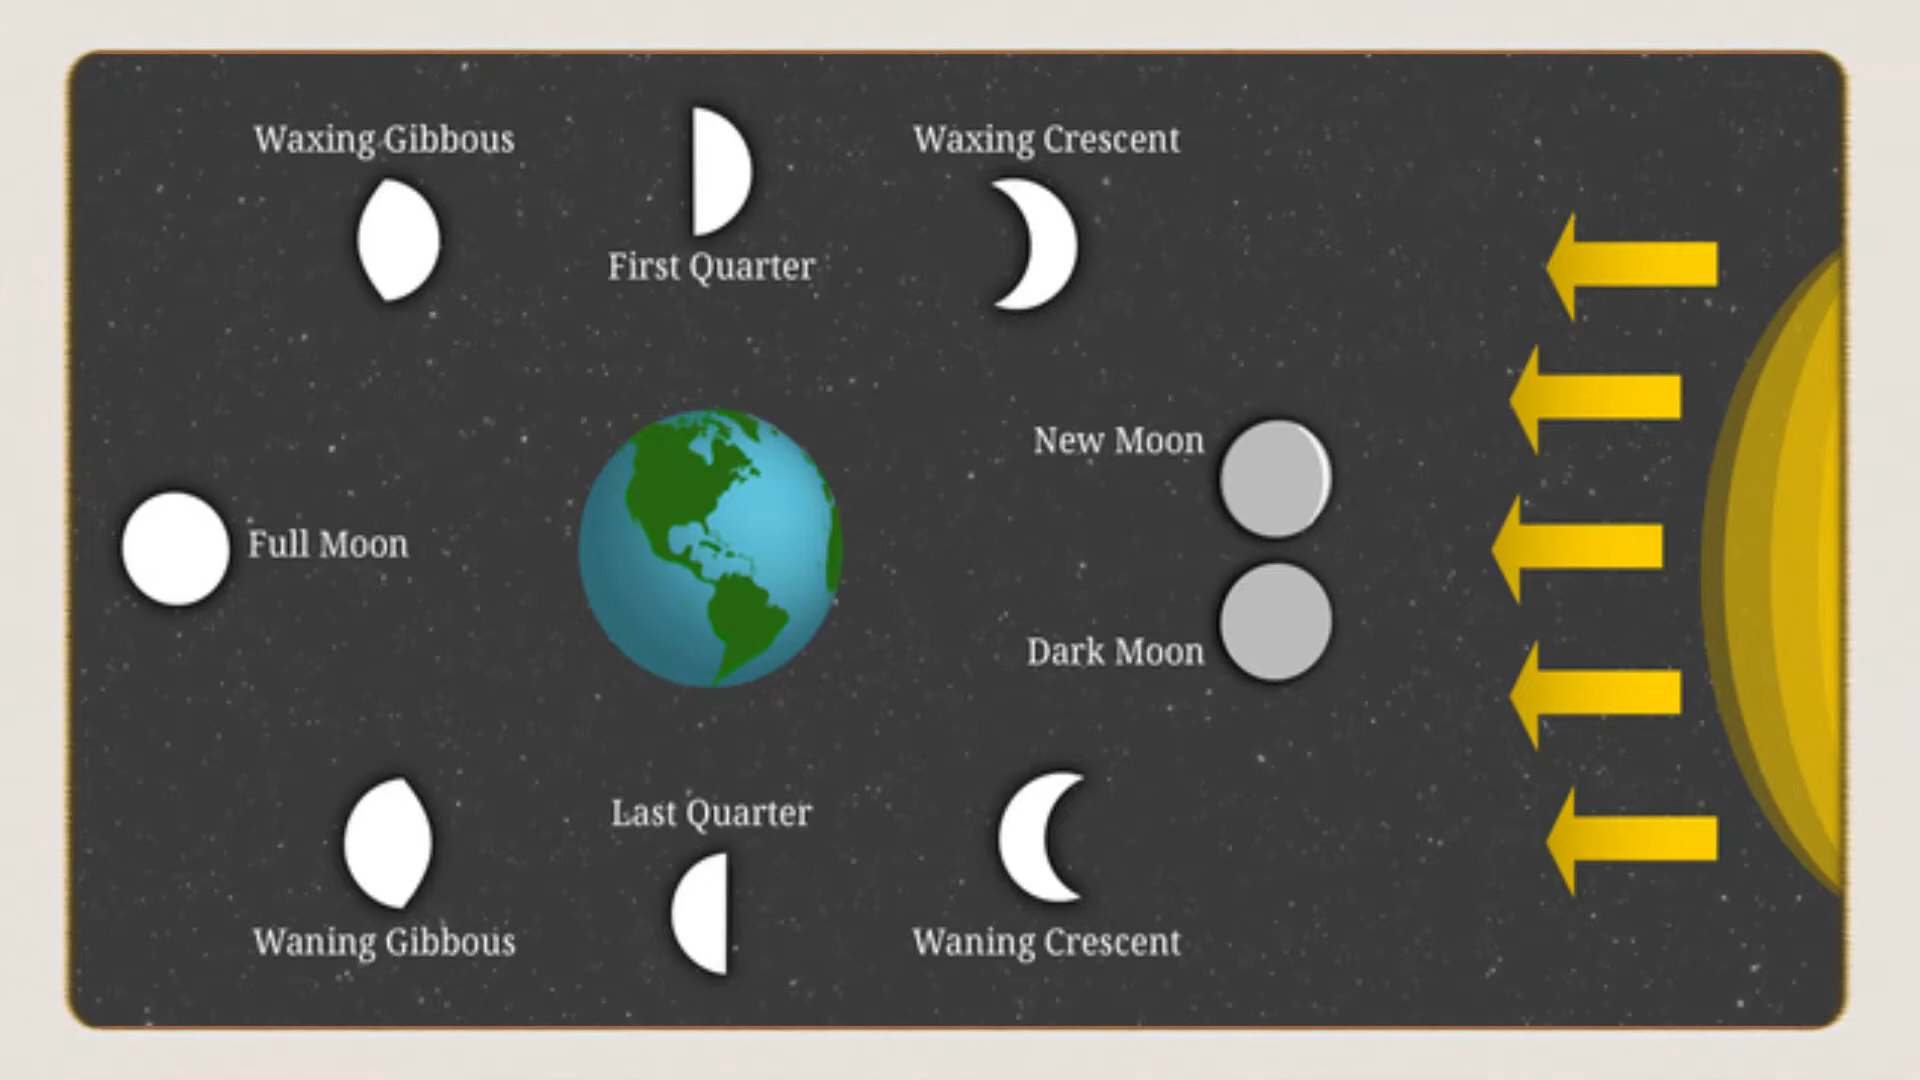 Waxing Gibbous
Waxing Crescent
First Quarter
New Moon
Full Moon
Dark Moon
Last Quarter
Waning Gibbous
Waning Crescent